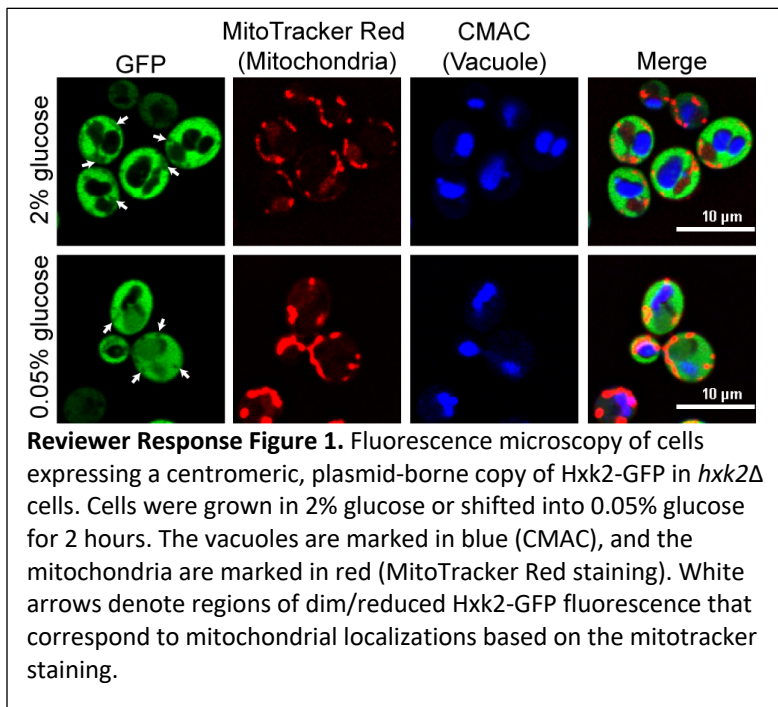 MitoTracker Red CMAC
GFP (Mitochondria) (Vacuole) Merge
2% glucose
10 µm
0.05% glucose
10 µm
Reviewer Response Figure 1. Fluorescence microscopy of cells
expressing a centromeric, plasmid-borne copy of Hxk2-GFP in hxk2Δ
cells. Cells were grown in 2% glucose or shifted into 0.05% glucose
for 2 hours. The vacuoles are marked in blue (CMAC), and the
mitochondria are marked in red (MitoTracker Red staining). White
arrows denote regions of dim/reduced Hxk2-GFP fluorescence that
correspond to mitochondrial localizations based on the mitotracker
staining.